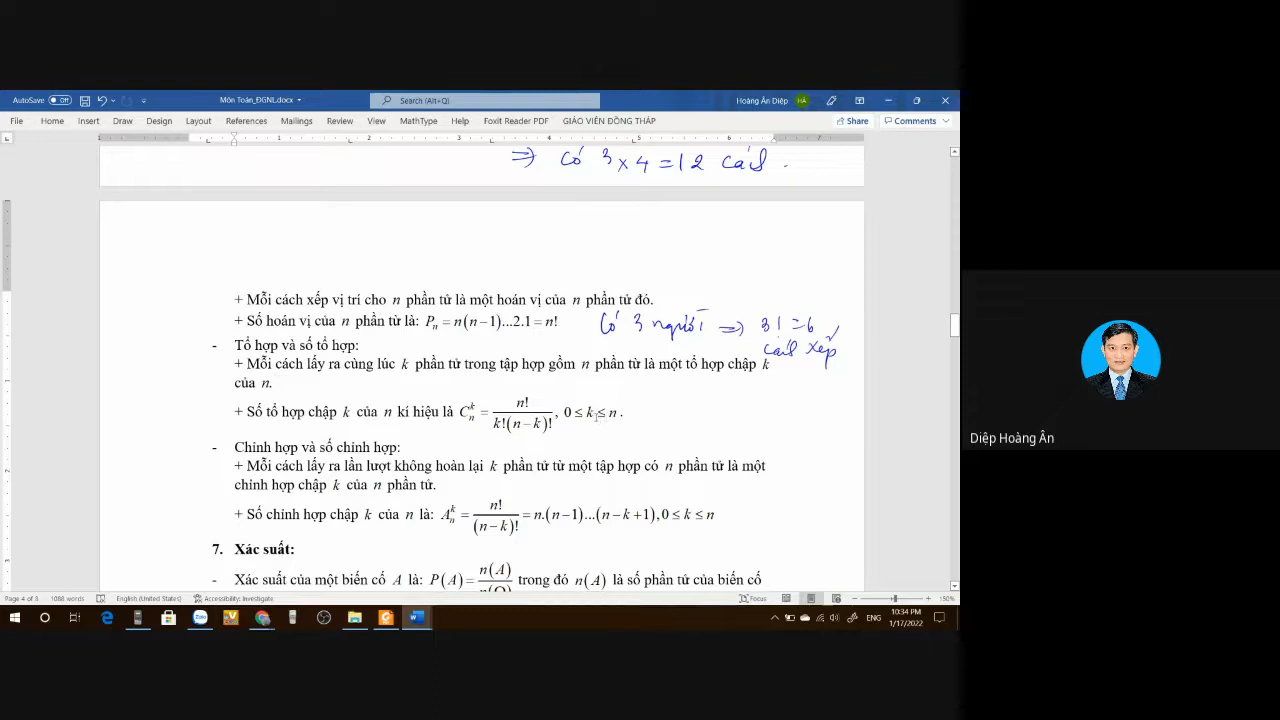 AutoSave Off
Môn Toán_ĐGNL.docx
Search (Alt+Q)
Hoàng Ân Diệp HÂ
File Home Insert Draw Design Layout References Mailings Review View MathType Help Foxit Reader PDF GIÁO VIÊN ĐỒNG THÁP Share Comments
⇒ có 3 x 4 = 12 cách.
+ Mỗi cách xếp vị trí cho n phần tử là một hoán vị của n phần tử đó.
+ Số hoán vị của n phần tử là: Pₙ = n(n−1)...2.1 = n!
Có 3 người ⇒ 3! = 6
cách xếp
- Tổ hợp và số tổ hợp:
+ Mỗi cách lấy ra cùng lúc k phần tử trong tập hợp gồm n phần tử là một tổ hợp chập k
của n.
+ Số tổ hợp chập k của n kí hiệu là C_n^k = n!/(k!(n−k)!), 0 ≤ k ≤ n.
- Chỉnh hợp và số chỉnh hợp:
+ Mỗi cách lấy ra lần lượt không hoàn lại k phần tử từ một tập hợp có n phần tử là một
chỉnh hợp chập k của n phần tử.
+ Số chỉnh hợp chập k của n là: A_n^k = n!/(n−k)! = n.(n−1)...(n−k+1), 0 ≤ k ≤ n
7. Xác suất:
- Xác suất của một biến cố A là: P(A) = n(A)/n(Ω) trong đó n(A) là số phần tử của biến cố
Page 4 of 8 1088 words English (United States) Accessibility: Investigate Focus 150%
10:34 PM
ENG
1/17/2022
Diệp Hoàng Ân